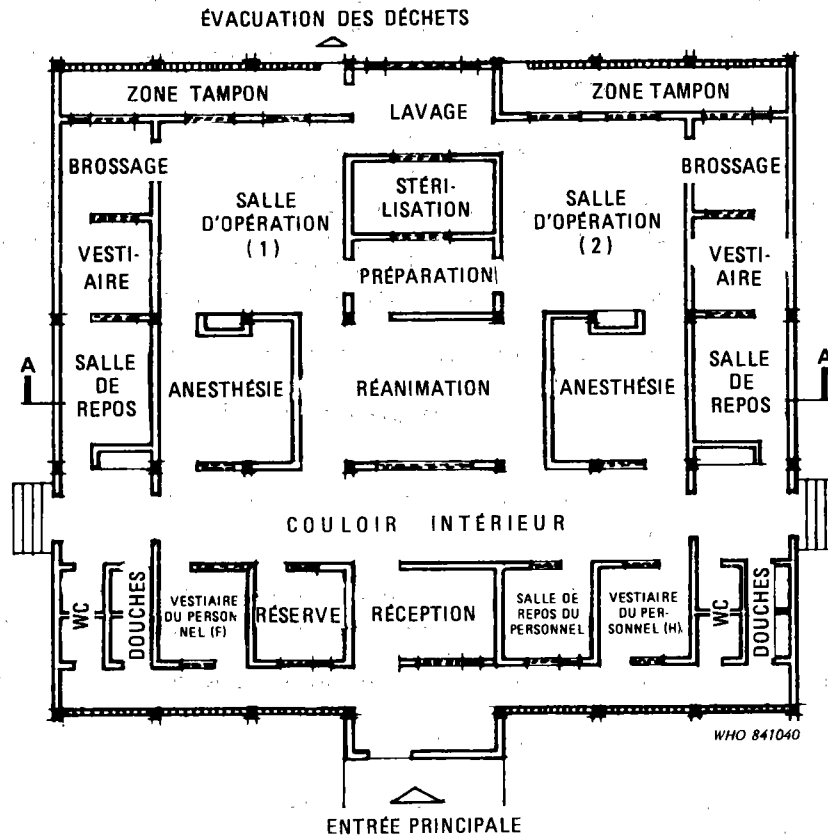 ÉVACUATION DES DÉCHETS
ZONE TAMPON
ZONE TAMPON
LAVAGE
BROSSAGE
BROSSAGE
STÉRI-
LISATION
SALLE
D'OPÉRATION
(1)
SALLE
D'OPÉRATION
(2)
VESTI-
AIRE
PRÉPARATION
VESTI-
AIRE
A
SALLE
DE
REPOS
ANESTHÉSIE
RÉANIMATION
ANESTHÉSIE
SALLE
DE
REPOS
A
COULOIR INTÉRIEUR
WC
DOUCHES
VESTIAIRE
DU PERSON
NEL (F)
RÉSERVE
RÉCEPTION
SALLE DE
REPOS DU
PERSONNEL
VESTIAIRE
DU PER-
SONNEL (H)
WC
DOUCHES
WHO 841040
ENTRÉE PRINCIPALE